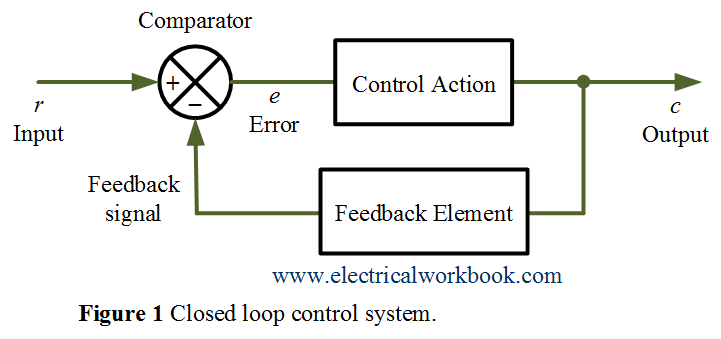 Comparator
+
−
r
Input
e
Error
Control Action
c
Output
Feedback
signal
Feedback Element
www.electricalworkbook.com
Figure 1 Closed loop control system.